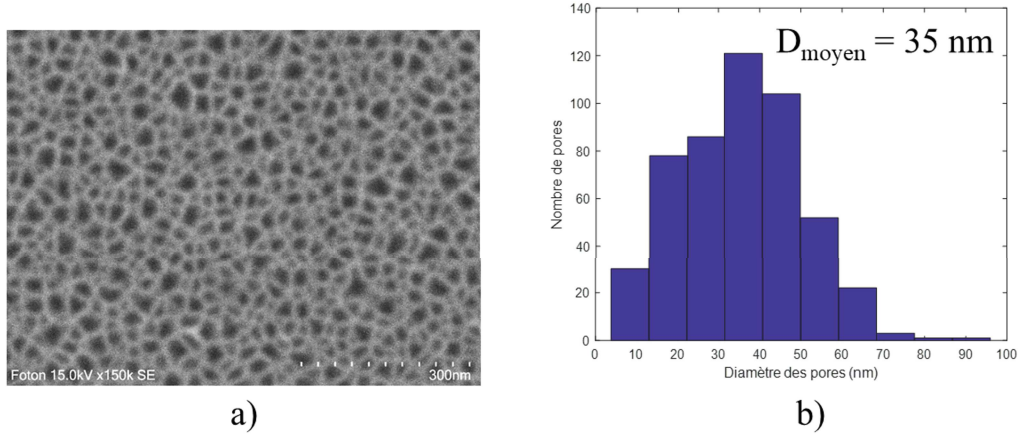 Foton 15.0kV x150k SE
300nm
a)
D_moyen = 35 nm
Nombre de pores
140
120
100
80
60
40
20
0
0 10 20 30 40 50 60 70 80 90 100
Diamètre des pores (nm)
b)